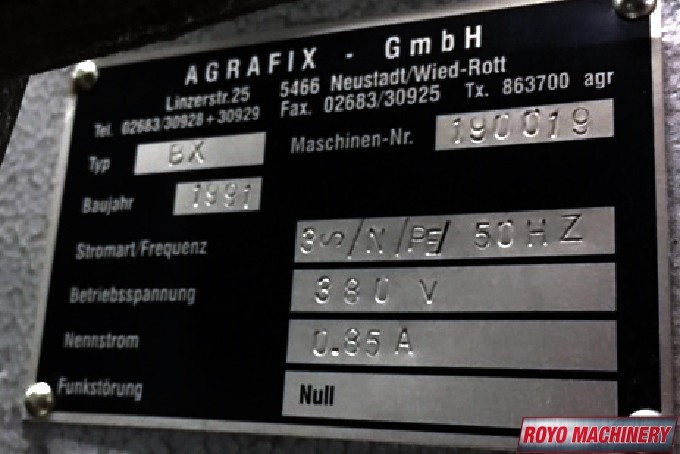 AGRAFIX - GmbH
Linzerstr.25 5466 Neustadt/Wied-Rott
Tel. 02683/30928 + 30929 Fax. 02683/30925 Tx. 863700 agr
Typ BX Maschinen-Nr. 190019
Baujahr 1991
Stromart/Frequenz 3~/N/PE/ 50HZ
Betriebsspannung 380 V
Nennstrom 0.85 A
Funkstörung Null
ROYO MACHINERY